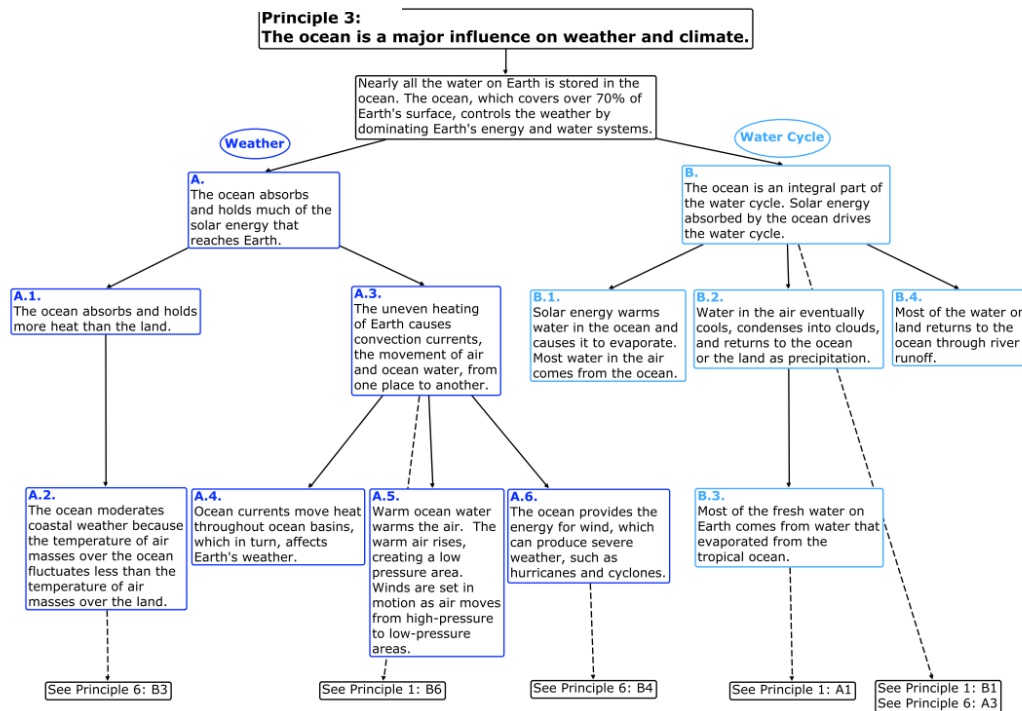 Principle 3:
The ocean is a major influence on weather and climate.
Nearly all the water on Earth is stored in the
ocean. The ocean, which covers over 70% of
Earth's surface, controls the weather by
dominating Earth's energy and water systems.
Weather
Water Cycle
A.
The ocean absorbs
and holds much of the
solar energy that
reaches Earth.
B.
The ocean is an integral part of
the water cycle. Solar energy
absorbed by the ocean drives
the water cycle.
A.1.
The ocean absorbs and holds
more heat than the land.
A.3.
The uneven heating
of Earth causes
convection currents,
the movement of air
and ocean water, from
one place to another.
B.1.
Solar energy warms
water in the ocean and
causes it to evaporate.
Most water in the air
comes from the ocean.
B.2.
Water in the air eventually
cools, condenses into clouds,
and returns to the ocean
or the land as precipitation.
B.4.
Most of the water on
land returns to the
ocean through river
runoff.
A.2.
The ocean moderates
coastal weather because
the temperature of air
masses over the ocean
fluctuates less than the
temperature of air
masses over the land.
A.4.
Ocean currents move heat
throughout ocean basins,
which in turn, affects
Earth's weather.
A.5.
Warm ocean water
warms the air. The
warm air rises,
creating a low
pressure area.
Winds are set in
motion as air moves
from high-pressure
to low-pressure
areas.
A.6.
The ocean provides the
energy for wind, which
can produce severe
weather, such as
hurricanes and cyclones.
B.3.
Most of the fresh water on
Earth comes from water that
evaporated from the
tropical ocean.
See Principle 6: B3
See Principle 1: B6
See Principle 6: B4
See Principle 1: A1
See Principle 1: B1
See Principle 6: A3